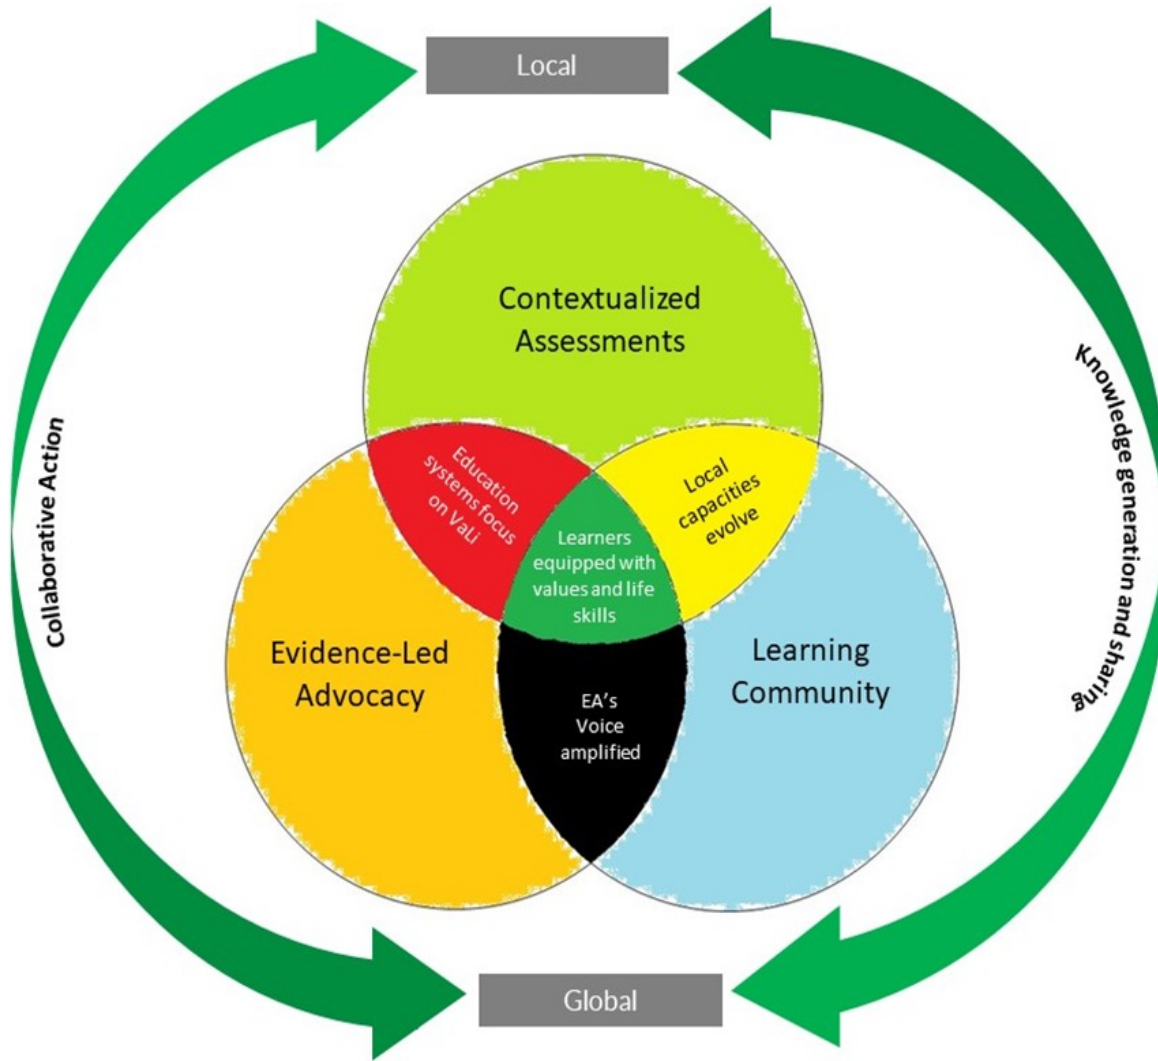 Local
Contextualized
Assessments
Collaborative Action
Knowledge generation and sharing
Education
systems focus
on VaLi
Local
capacities
evolve
Learners
equipped with
values and life
skills
Evidence-Led
Advocacy
Learning
Community
EA's
Voice
amplified
Global